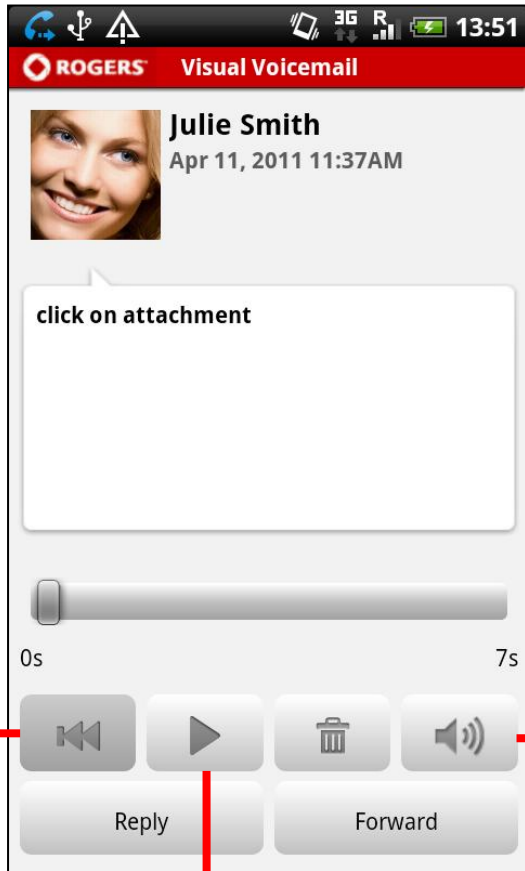 3G R 13:51
ROGERS Visual Voicemail
Julie Smith
Apr 11, 2011 11:37AM
click on attachment
0s 7s
Reply Forward